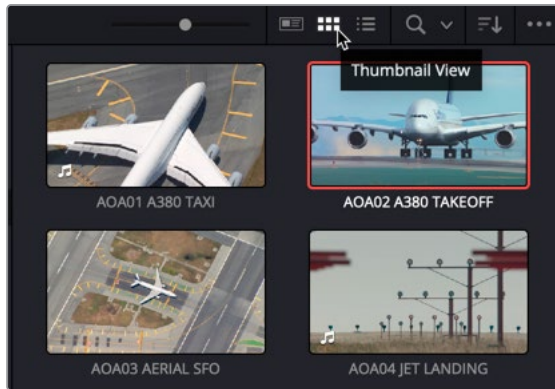 Thumbnail View
AOA01 A380 TAXI
AOA02 A380 TAKEOFF
AOA03 AERIAL SFO
AOA04 JET LANDING